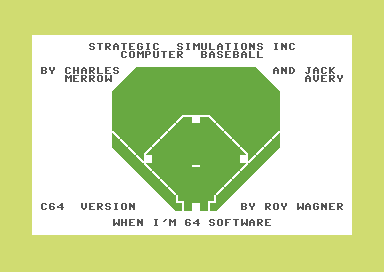 STRATEGIC SIMULATIONS INC
COMPUTER BASEBALL
BY CHARLES MERROW
AND JACK AVERY
C64 VERSION
BY ROY WAGNER
WHEN I'M 64 SOFTWARE